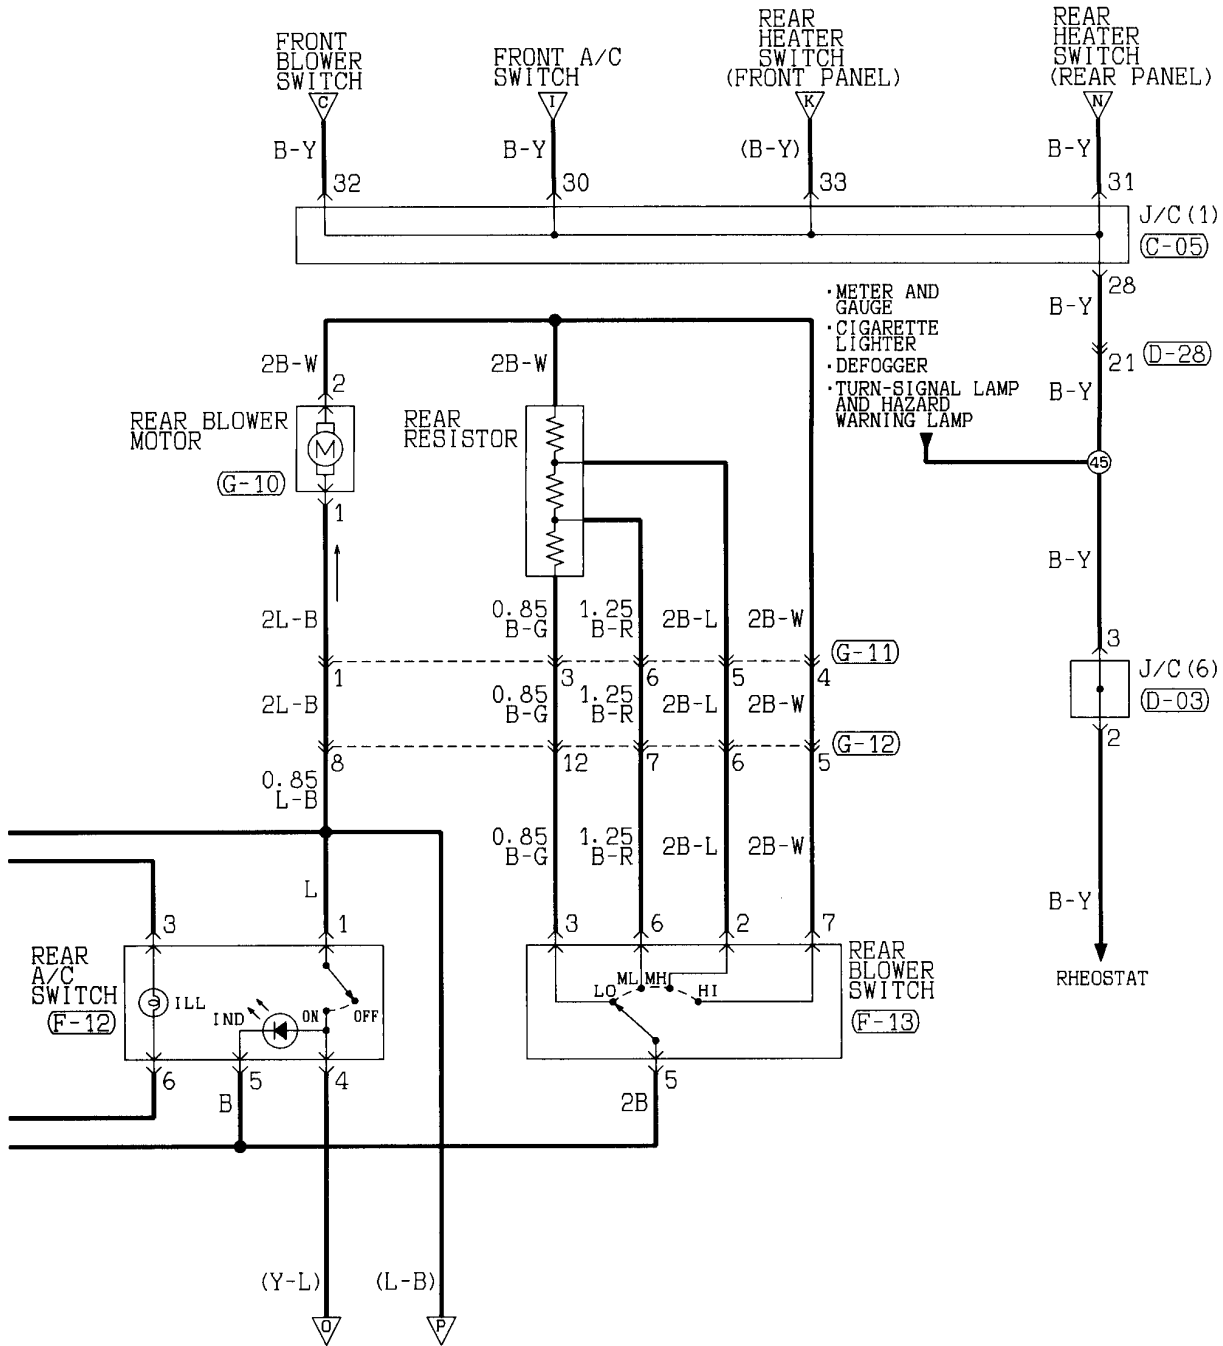 FRONT
BLOWER
SWITCH
FRONT A/C
SWITCH
REAR
HEATER
SWITCH
(FRONT PANEL)
REAR
HEATER
SWITCH
(REAR PANEL)
C
I
K
N
B-Y
B-Y
(B-Y)
B-Y
32
30
33
31
J/C(1)
C-05
28
B-Y
·METER AND
GAUGE
·CIGARETTE
LIGHTER
·DEFOGGER
·TURN-SIGNAL LAMP
AND HAZARD
WARNING LAMP
21
D-28
B-Y
45
2B-W
2
2B-W
REAR BLOWER
MOTOR
M
G-10
1
REAR
RESISTOR
B-Y
2L-B
0.85
B-G
1.25
B-R
2B-L
2B-W
G-11
1
3
6
5
4
3
J/C(6)
D-03
2
2L-B
0.85
B-G
1.25
B-R
2B-L
2B-W
G-12
8
12
7
6
5
0.85
L-B
0.85
B-G
1.25
B-R
2B-L
2B-W
L
B-Y
3
1
3
6
2
7
REAR
A/C
SWITCH
F-12
ILL
IND
ON
OFF
LO
ML
MH
HI
REAR
BLOWER
SWITCH
F-13
RHEOSTAT
6
5
4
5
B
2B
(Y-L)
(L-B)
O
P